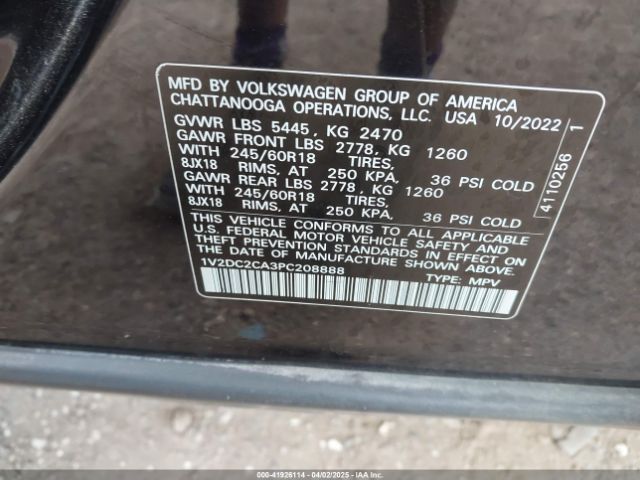 MFD BY VOLKSWAGEN GROUP OF AMERICA
CHATTANOOGA OPERATIONS, LLC. USA 10/2022
GVWR LBS 5445, KG 2470
GAWR FRONT LBS 2778, KG 1260
WITH 245/60R18 TIRES,
8JX18 RIMS, AT 250 KPA, 36 PSI COLD
GAWR REAR LBS 2778, KG 1260
WITH 245/60R18 TIRES,
8JX18 RIMS, AT 250 KPA, 36 PSI COLD
THIS VEHICLE CONFORMS TO ALL APPLICABLE
U.S. FEDERAL MOTOR VEHICLE SAFETY AND
THEFT PREVENTION STANDARDS IN EFFECT ON
THE DATE OF MANUFACTURE SHOWN ABOVE.
1V2DC2CA3PC208888
TYPE: MPV
4110256 1
000-41926114 - 04/02/2025 - IAAI.COM